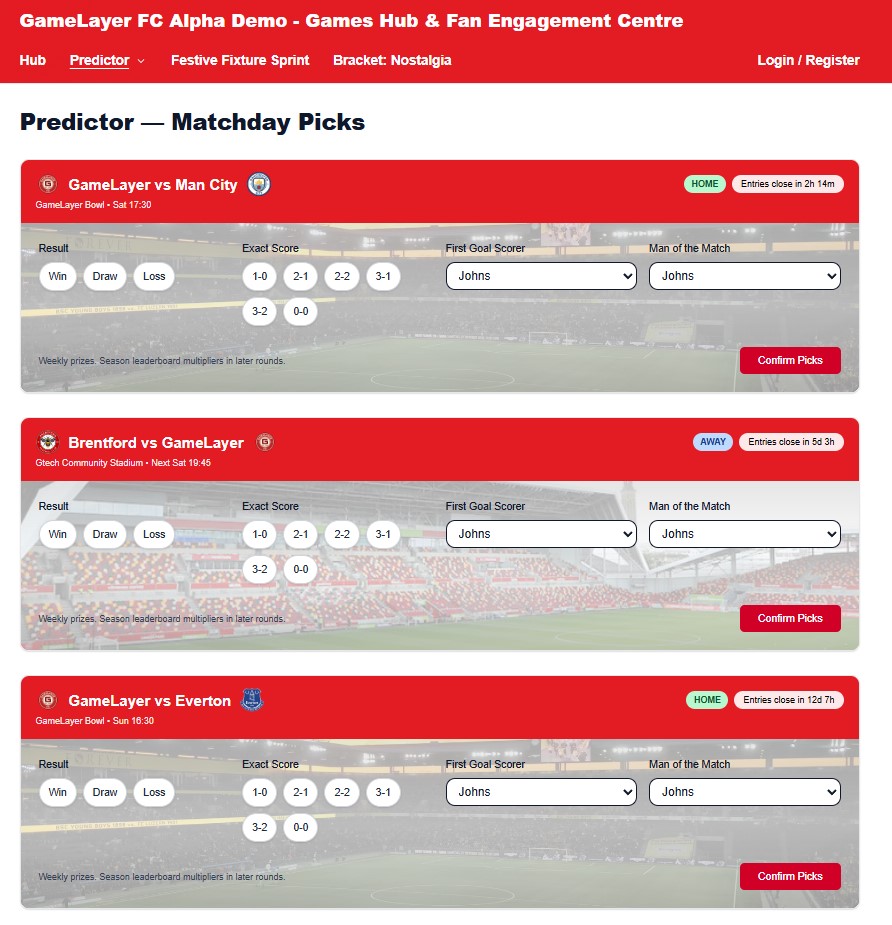 GameLayer FC Alpha Demo - Games Hub & Fan Engagement Centre
Hub Predictor Festive Fixture Sprint Bracket: Nostalgia Login / Register
Predictor — Matchday Picks
GameLayer vs Man City HOME Entries close in 2h 14m
GameLayer Bowl • Sat 17:30
Result Exact Score First Goal Scorer Man of the Match
Win Draw Loss 1-0 2-1 2-2 3-1 Johns Johns
3-2 0-0
Weekly prizes. Season leaderboard multipliers in later rounds. Confirm Picks
Brentford vs GameLayer AWAY Entries close in 5d 3h
Gtech Community Stadium • Next Sat 19:45
Result Exact Score First Goal Scorer Man of the Match
Win Draw Loss 1-0 2-1 2-2 3-1 Johns Johns
3-2 0-0
Weekly prizes. Season leaderboard multipliers in later rounds. Confirm Picks
GameLayer vs Everton HOME Entries close in 12d 7h
GameLayer Bowl • Sun 16:30
Result Exact Score First Goal Scorer Man of the Match
Win Draw Loss 1-0 2-1 2-2 3-1 Johns Johns
3-2 0-0
Weekly prizes. Season leaderboard multipliers in later rounds. Confirm Picks